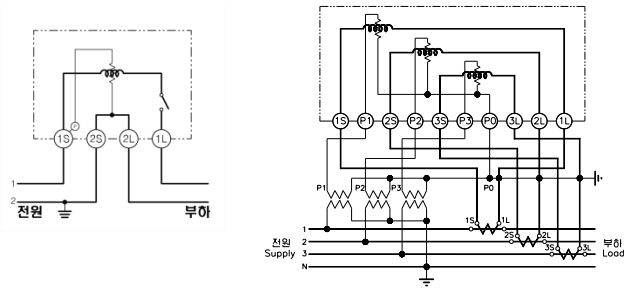 P
1S 2S 2L 1L
1
2
전원 부하
1S P1 2S P2 3S P3 P0 3L 2L 1L
P1 P2 P3 P0
1S 1L
1
2S 2L
전원 2 부하
3S 3L
Supply 3 Load
N